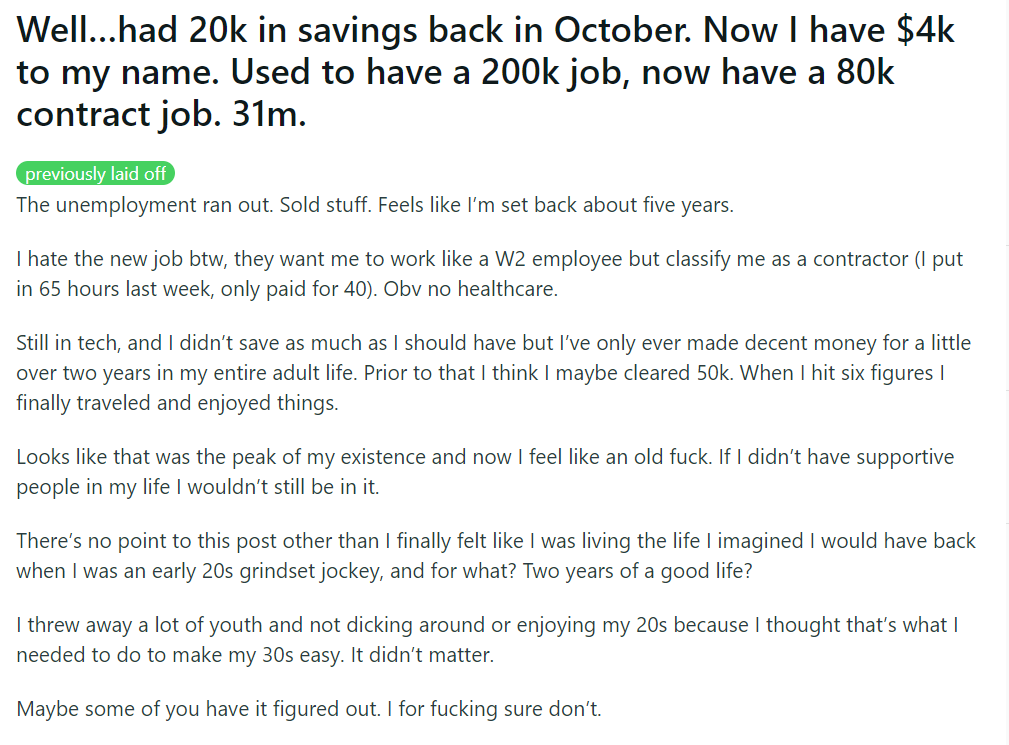 Well...had 20k in savings back in October. Now I have $4k
to my name. Used to have a 200k job, now have a 80k
contract job. 31m.
previously laid off
The unemployment ran out. Sold stuff. Feels like I'm set back about five years.
I hate the new job btw, they want me to work like a W2 employee but classify me as a contractor (I put
in 65 hours last week, only paid for 40). Obv no healthcare.
Still in tech, and I didn't save as much as I should have but I've only ever made decent money for a little
over two years in my entire adult life. Prior to that I think I maybe cleared 50k. When I hit six figures I
finally traveled and enjoyed things.
Looks like that was the peak of my existence and now I feel like an old fuck. If I didn't have supportive
people in my life I wouldn't still be in it.
There's no point to this post other than I finally felt like I was living the life I imagined I would have back
when I was an early 20s grindset jockey, and for what? Two years of a good life?
I threw away a lot of youth and not dicking around or enjoying my 20s because I thought that's what I
needed to do to make my 30s easy. It didn't matter.
Maybe some of you have it figured out. I for fucking sure don't.